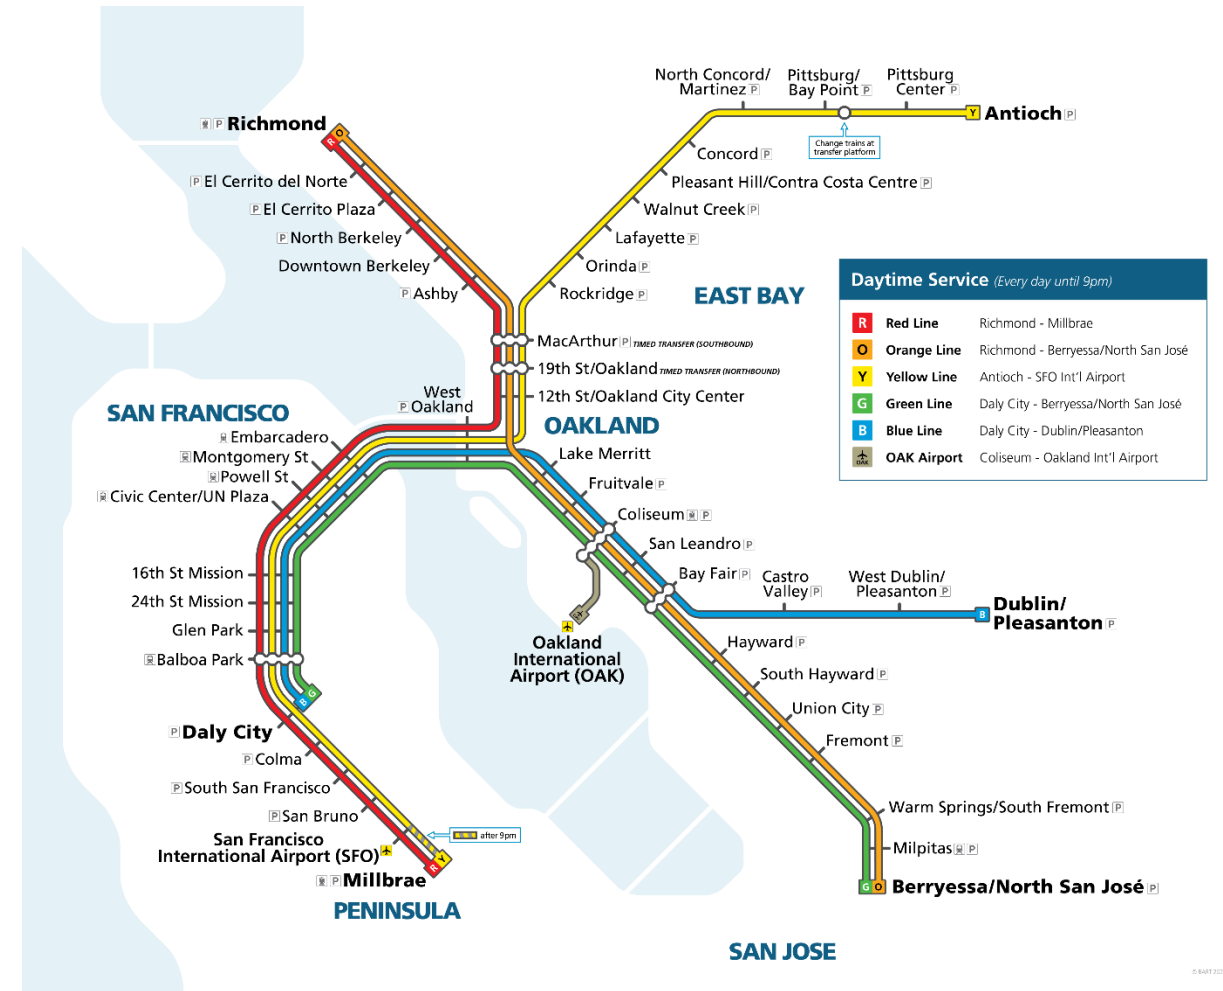 North Concord/
Martinez P
Pittsburg/
Bay Point P
Pittsburg
Center P
Y
Antioch P
Change trains at
transfer platform
P Richmond
O
R
P El Cerrito del Norte
P El Cerrito Plaza
P North Berkeley
Downtown Berkeley
P Ashby
Concord P
Pleasant Hill/Contra Costa Centre P
Walnut Creek P
Lafayette P
Orinda P
Rockridge P
EAST BAY
MacArthur P TIMED TRANSFER (SOUTHBOUND)
19th St/Oakland TIMED TRANSFER (NORTHBOUND)
12th St/Oakland City Center
Daytime Service (Every day until 9pm)
R Red Line Richmond - Millbrae
O Orange Line Richmond - Berryessa/North San José
Y Yellow Line Antioch - SFO Int'l Airport
G Green Line Daly City - Berryessa/North San José
B Blue Line Daly City - Dublin/Pleasanton
OAK OAK Airport Coliseum - Oakland Int'l Airport
West
P Oakland
SAN FRANCISCO
OAKLAND
Embarcadero
Montgomery St
Powell St
Civic Center/UN Plaza
16th St Mission
24th St Mission
Glen Park
Balboa Park
B
G
P Daly City
P Colma
P South San Francisco
P San Bruno
San Francisco
International Airport (SFO)
after 9pm
Y
R
P Millbrae
PENINSULA
Lake Merritt
Fruitvale P
Coliseum P
San Leandro P
Bay Fair P
Castro
Valley P
West Dublin/
Pleasanton P
B
Dublin/
Pleasanton P
Oakland
International
Airport (OAK)
Hayward P
South Hayward P
Union City P
Fremont P
Warm Springs/South Fremont P
Milpitas P
G
O
Berryessa/North San José P
SAN JOSE